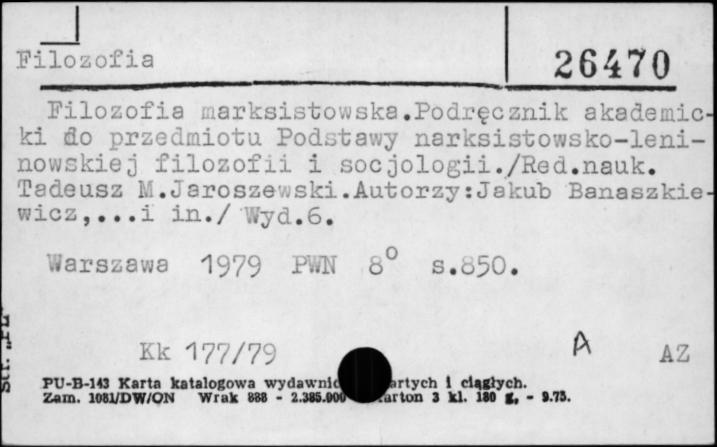 Filozofia
26470
Filozofia marksistowska.Podręcznik akademic-
ki do przedmiotu Podstawy narksistowsko-leni-
nowskiej filozofii i socjologii./Red.nauk.
Tadeusz M.Jaroszewski.Autorzy:Jakub Banaszkie-
wicz,...i in./ Wyd.6.
Warszawa 1979 PWN 8° s.850.
Kk 177/79 A AZ
PU-B-143 Karta katalogowa wydawnic artych i ciągłych.
Zam. 1081/DW/ON Wrak 888 - 2.385.000 arton 3 kl. 180 g, - 9.75.